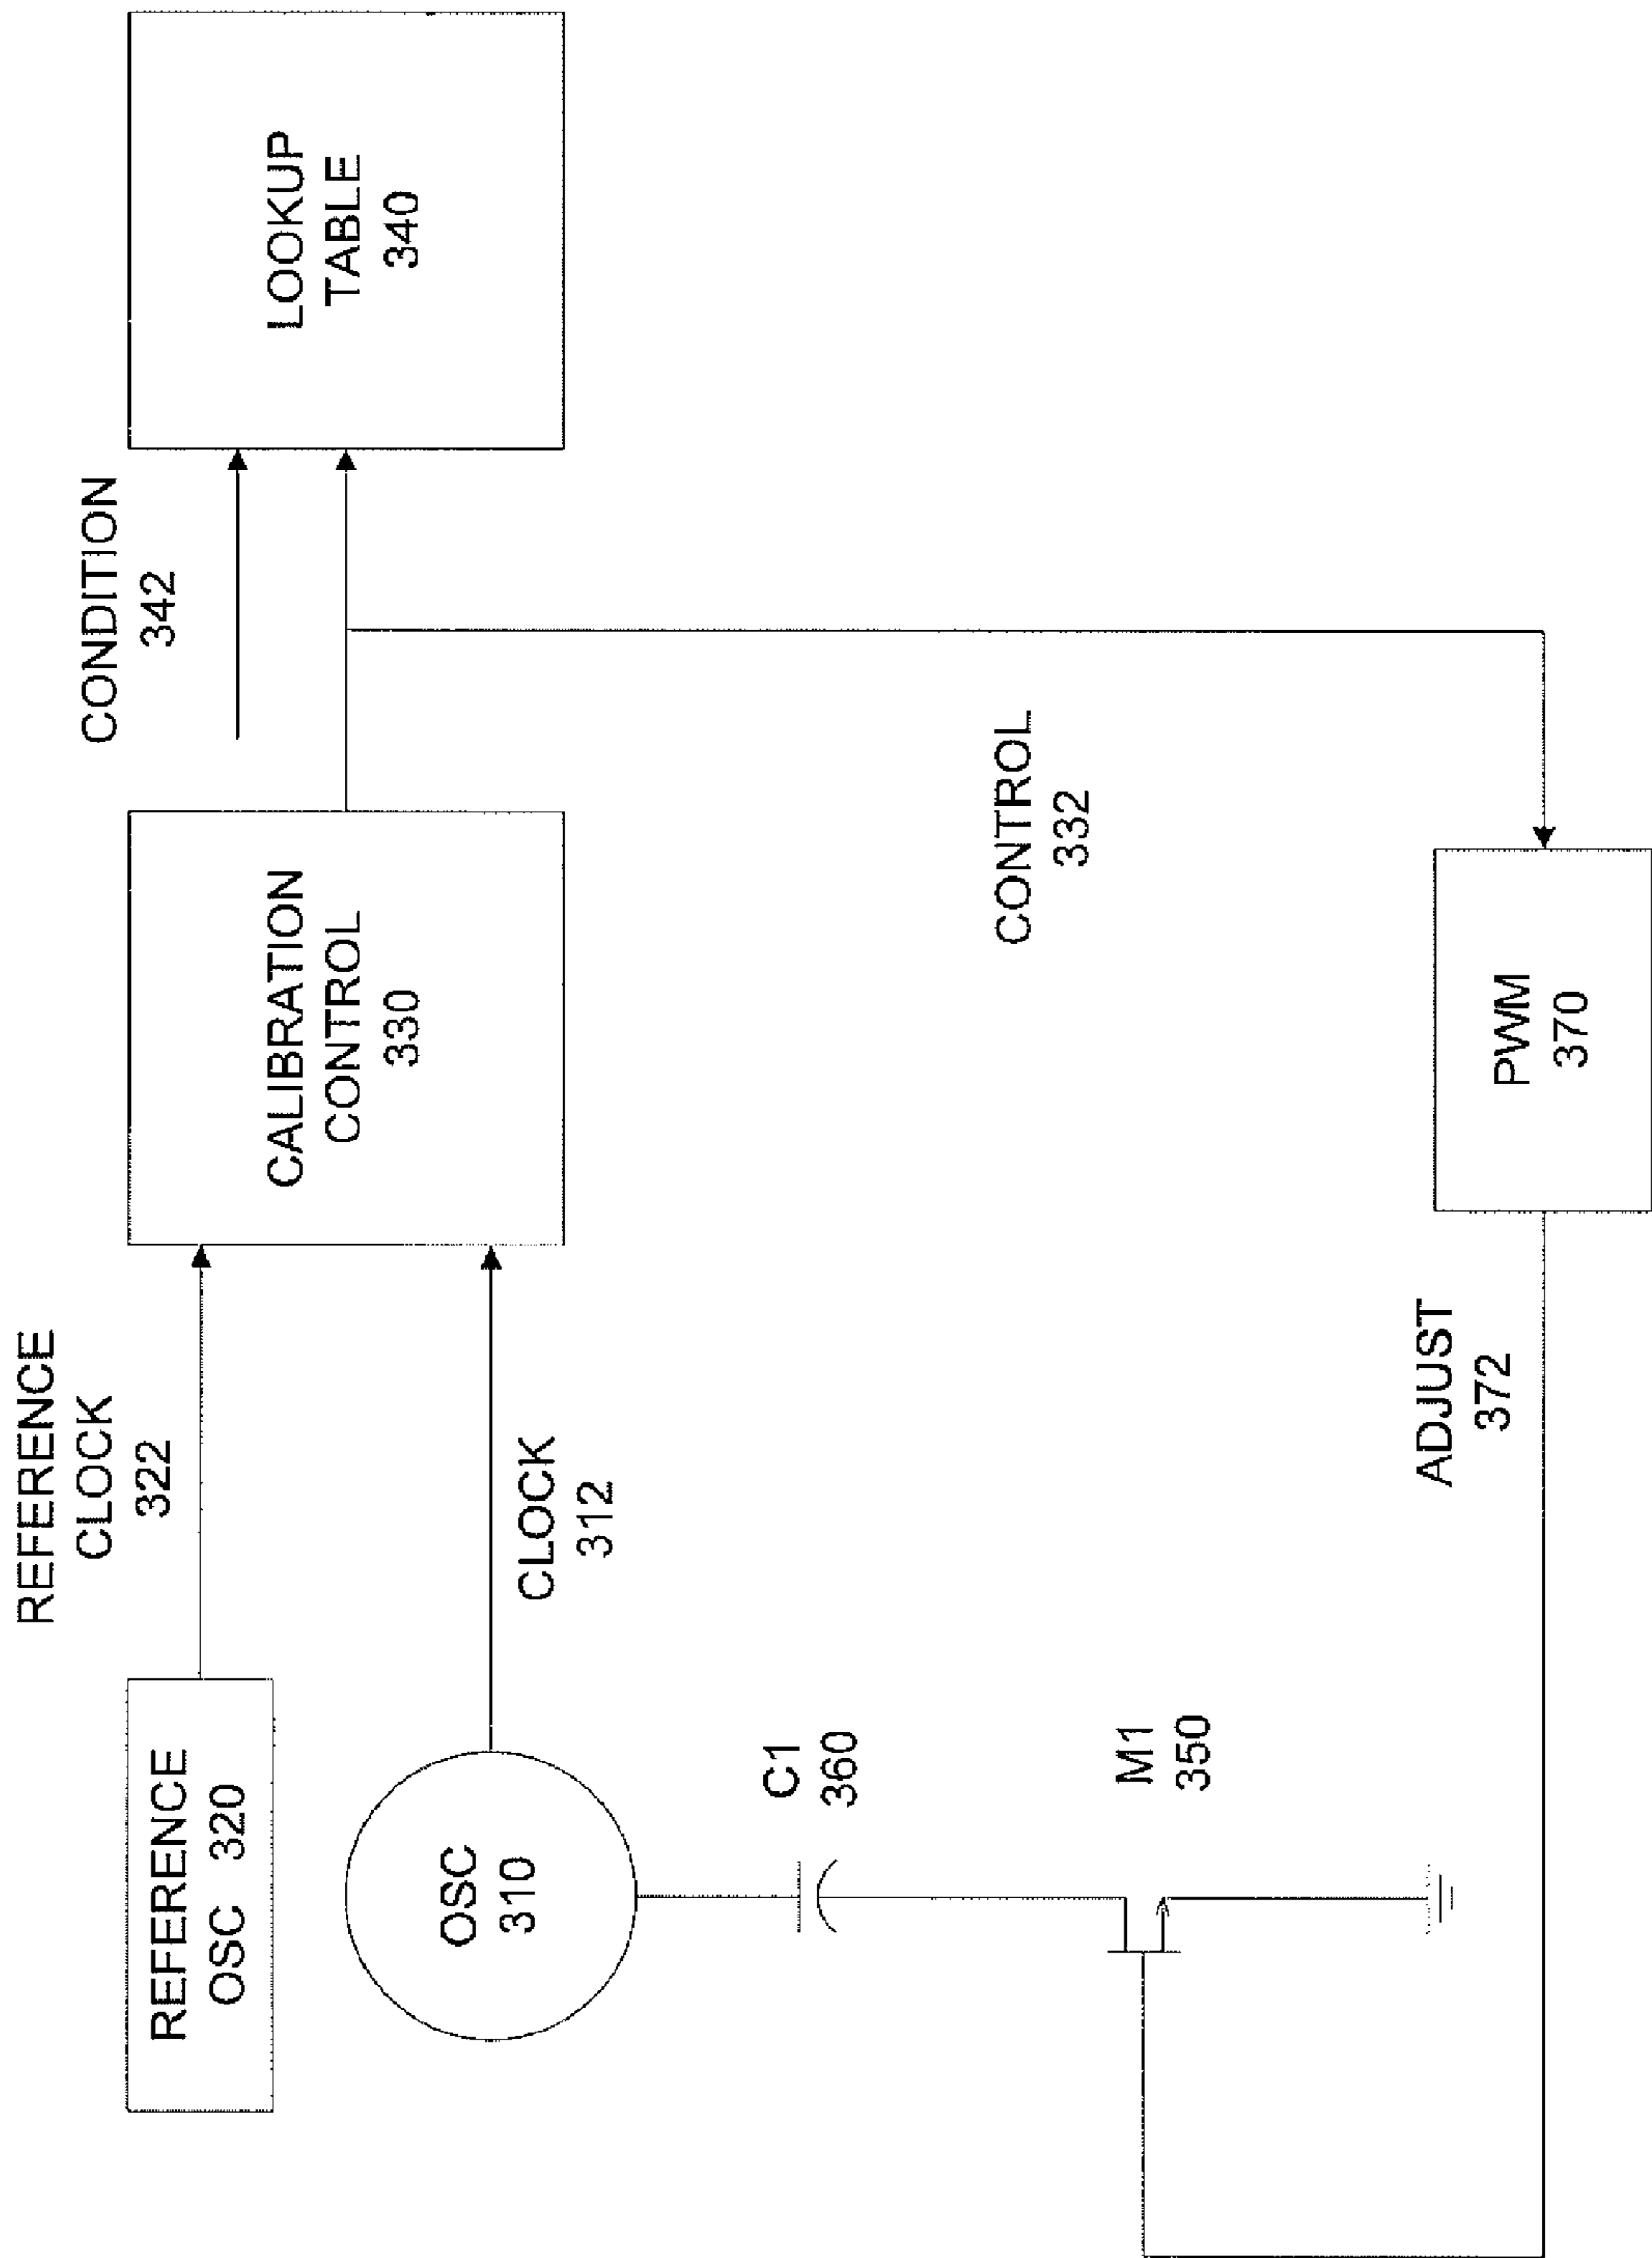 REFERENCE
OSC 320
REFERENCE
CLOCK
322
CALIBRATION
CONTROL
330
CONDITION
342
LOOKUP
TABLE
340
OSC
310
CLOCK
312
C1
360
M1
350
CONTROL
332
ADJUST
372
PWM
370